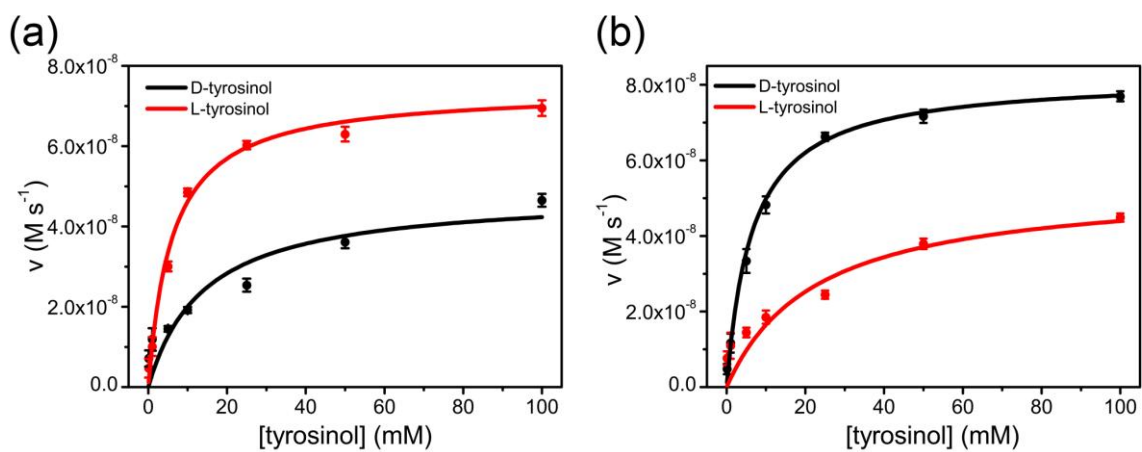 (a)
8.0x10⁻⁸
6.0x10⁻⁸
4.0x10⁻⁸
2.0x10⁻⁸
0.0
v (M s⁻¹)
D-tyrosinol
L-tyrosinol
0 20 40 60 80 100
[tyrosinol] (mM)
(b)
8.0x10⁻⁸
6.0x10⁻⁸
4.0x10⁻⁸
2.0x10⁻⁸
0.0
v (M s⁻¹)
D-tyrosinol
L-tyrosinol
0 20 40 60 80 100
[tyrosinol] (mM)